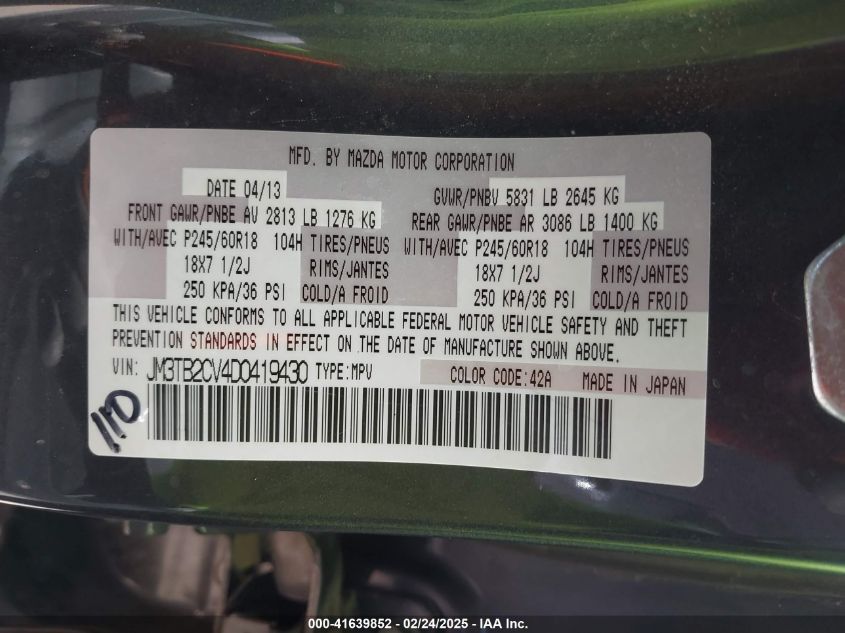 MFD. BY MAZDA MOTOR CORPORATION
DATE 04/13 GVWR/PNBV 5831 LB 2645 KG
FRONT GAWR/PNBE AV 2813 LB 1276 KG REAR GAWR/PNBE AR 3086 LB 1400 KG
WITH/AVEC P245/60R18 104H TIRES/PNEUS WITH/AVEC P245/60R18 104H TIRES/PNEUS
18X7 1/2J RIMS/JANTES 18X7 1/2J RIMS/JANTES
250 KPA/36 PSI COLD/A FROID 250 KPA/36 PSI COLD/A FROID
THIS VEHICLE CONFORMS TO ALL APPLICABLE FEDERAL MOTOR VEHICLE SAFETY AND THEFT
PREVENTION STANDARDS IN EFFECT ON THE DATE OF MANUFACTURE SHOWN ABOVE.
VIN: JM3TB2CV4D0419430 TYPE:MPV COLOR CODE:42A MADE IN JAPAN
000-41639852 - 02/24/2025 - IAA Inc.